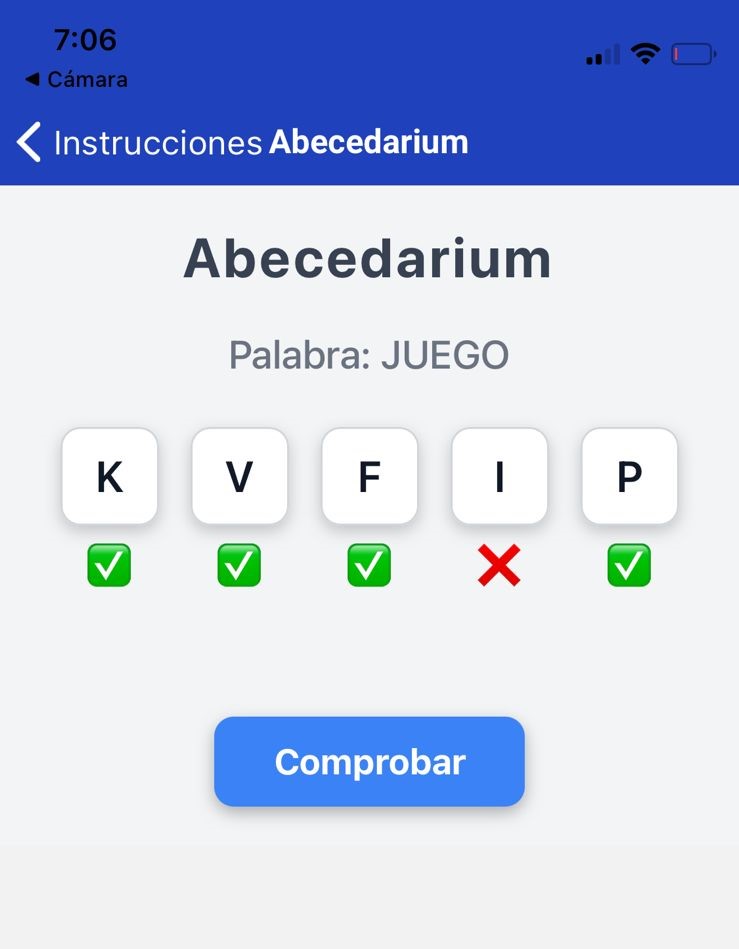 7:06
◀ Cámara
Instrucciones Abecedarium
Abecedarium
Palabra: JUEGO
K V F I P
Comprobar